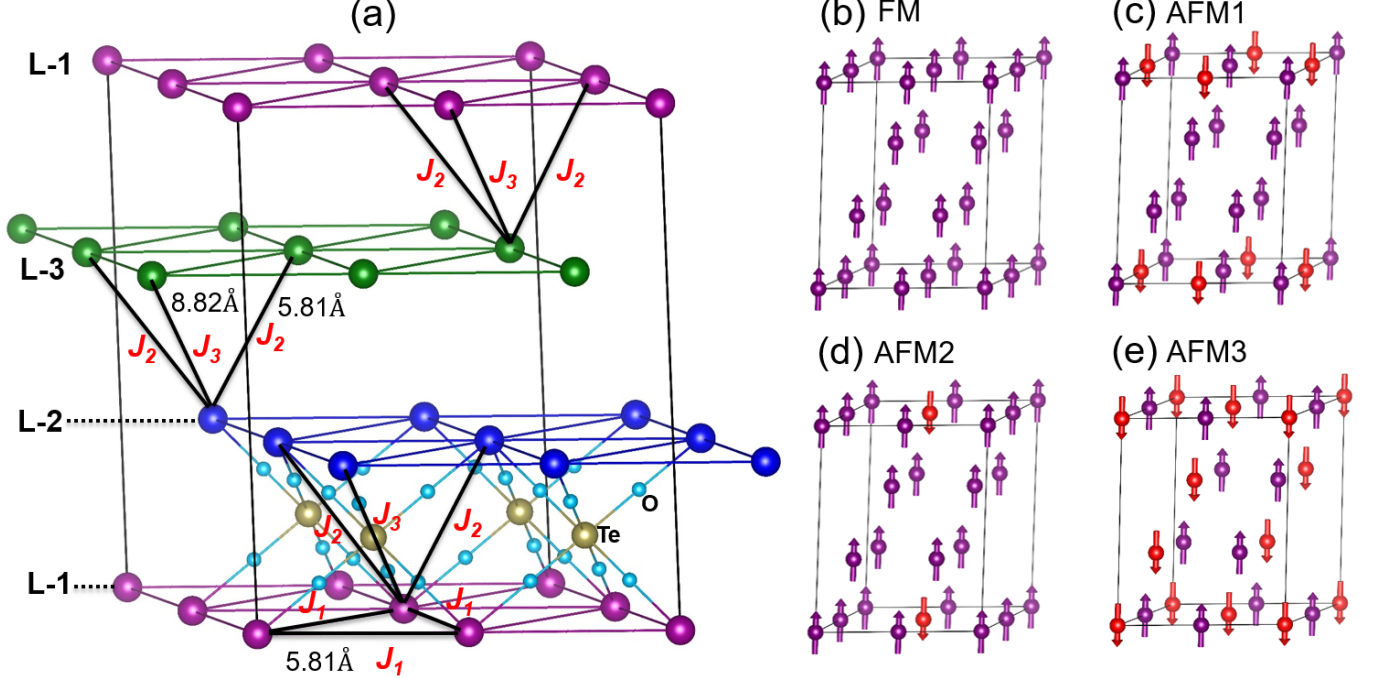 (a)
L-1
J2
J3
J2
L-3
8.82Å
5.81Å
J2
J3
J2
L-2
J2
J3
J2
O
Te
L-1
J1
J1
5.81Å
J1
(b) FM
(c) AFM1
(d) AFM2
(e) AFM3